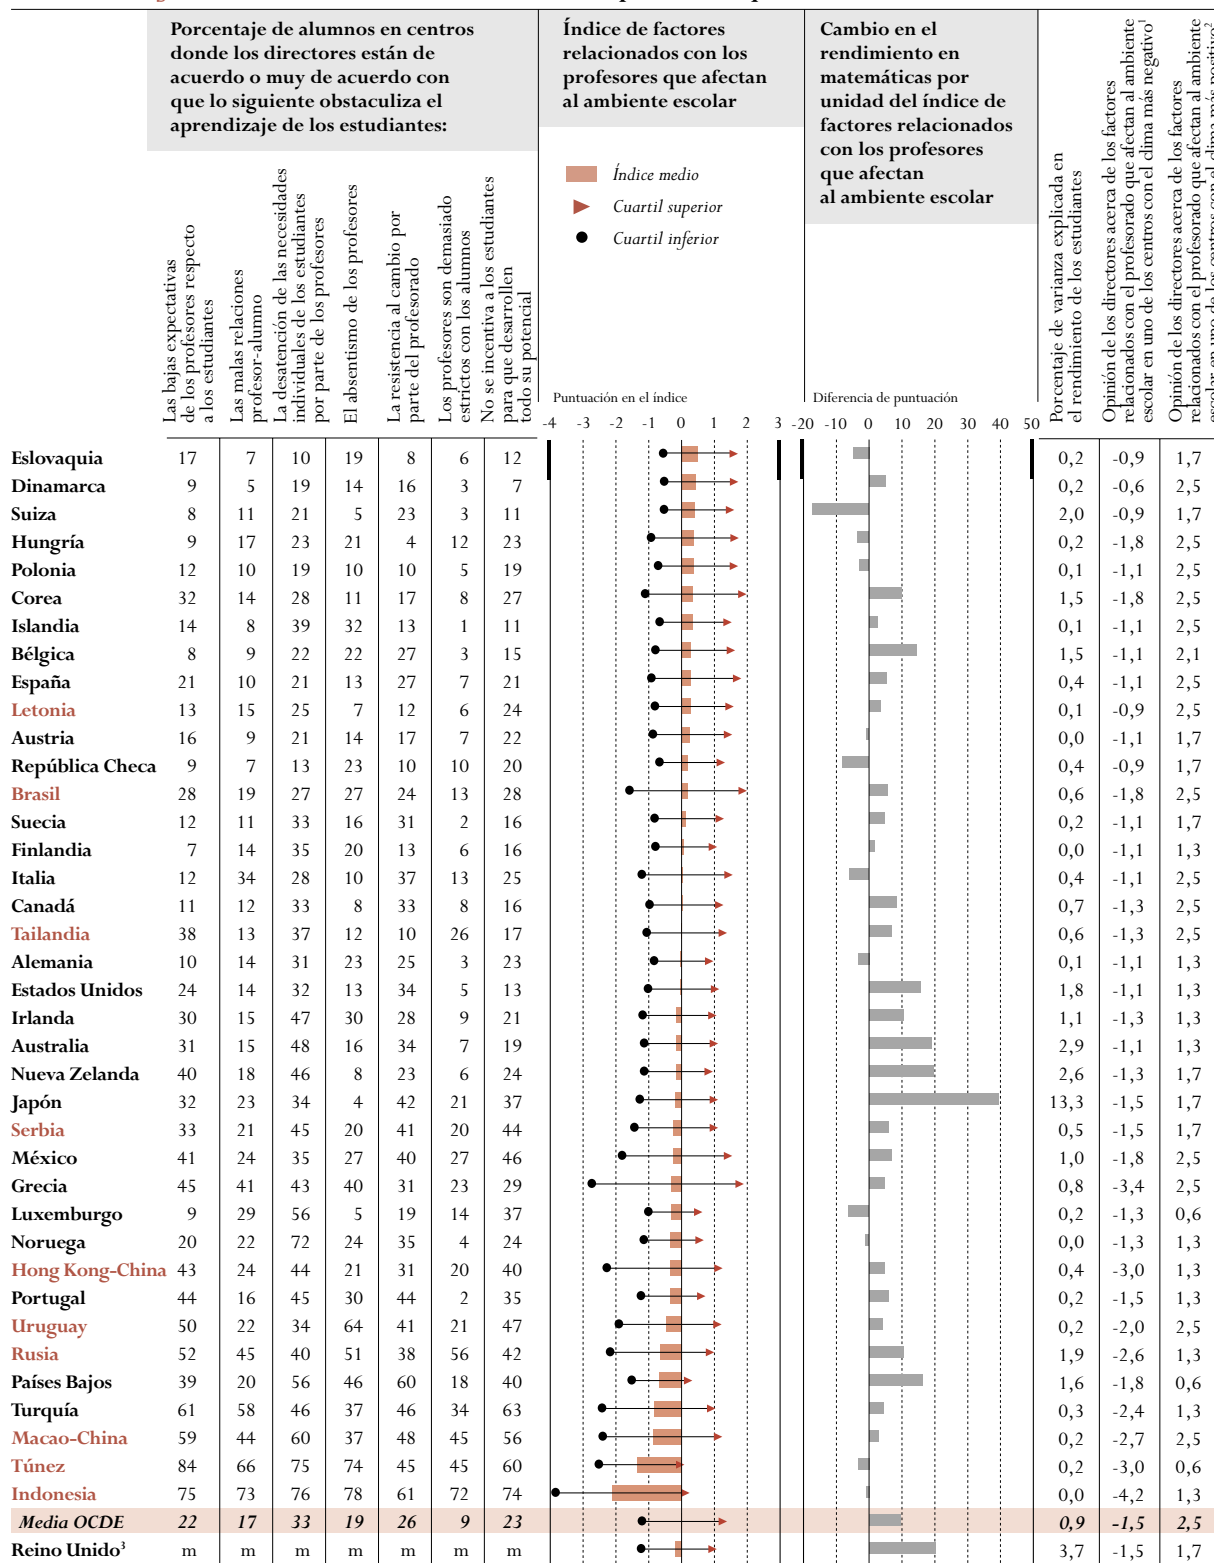 Porcentaje de alumnos en centros
donde los directores están de
acuerdo o muy de acuerdo con
que lo siguiente obstaculiza el
aprendizaje de los estudiantes:
Índice de factores
relacionados con los
profesores que afectan
al ambiente escolar
Cambio en el
rendimiento en
matemáticas por
unidad del índice de
factores relacionados
con los profesores
que afectan
al ambiente escolar
Índice medio
Cuartil superior
Cuartil inferior
Las bajas expectativas
de los profesores respecto
a los estudiantes
Las malas relaciones
profesor-alumno
La desatención de las necesidades
individuales de los estudiantes
por parte de los profesores
El absentismo de los profesores
La resistencia al cambio por
parte del profesorado
Los profesores son demasiado
estrictos con los alumnos
No se incentiva a los estudiantes
para que desarrollen
todo su potencial
Porcentaje de varianza explicada en
el rendimiento de los estudiantes
Opinión de los directores acerca de los factores
relacionados con el profesorado que afectan al ambiente
escolar en uno de los centros con el clima más negativo¹
Opinión de los directores acerca de los factores
relacionados con el profesorado que afectan al ambiente
escolar en uno de los centros con el clima más positivo²
Puntuación en el índice
Diferencia de puntuación
-4 -3 -2 -1 0 1 2 3 -20 -10 0 10 20 30 40 50
Eslovaquia 17 7 10 19 8 6 12 0,2 -0,9 1,7
Dinamarca 9 5 19 14 16 3 7 0,2 -0,6 2,5
Suiza 8 11 21 5 23 3 11 2,0 -0,9 1,7
Hungría 9 17 23 21 4 12 23 0,2 -1,8 2,5
Polonia 12 10 19 10 10 5 19 0,1 -1,1 2,5
Corea 32 14 28 11 17 8 27 1,5 -1,8 2,5
Islandia 14 8 39 32 13 1 11 0,1 -1,1 2,5
Bélgica 8 9 22 22 27 3 15 1,5 -1,1 2,1
España 21 10 21 13 27 7 21 0,4 -1,1 2,5
Letonia 13 15 25 7 12 6 24 0,1 -0,9 2,5
Austria 16 9 21 14 17 7 22 0,0 -1,1 1,7
República Checa 9 7 13 23 10 10 20 0,4 -0,9 1,7
Brasil 28 19 27 27 24 13 28 0,6 -1,8 2,5
Suecia 12 11 33 16 31 2 16 0,2 -1,1 1,7
Finlandia 7 14 35 20 13 6 16 0,0 -1,1 1,3
Italia 12 34 28 10 37 13 25 0,4 -1,1 2,5
Canadá 11 12 33 8 33 8 16 0,7 -1,3 2,5
Tailandia 38 13 37 12 10 26 17 0,6 -1,3 2,5
Alemania 10 14 31 23 25 3 23 0,1 -1,1 1,3
Estados Unidos 24 14 32 13 34 5 13 1,8 -1,1 1,3
Irlanda 30 15 47 30 28 9 21 1,1 -1,3 1,3
Australia 31 15 48 16 34 7 19 2,9 -1,1 1,3
Nueva Zelanda 40 18 46 8 23 6 24 2,6 -1,3 1,7
Japón 32 23 34 4 42 21 37 13,3 -1,5 1,7
Serbia 33 21 45 20 41 20 44 0,5 -1,5 1,7
México 41 24 35 27 40 27 46 1,0 -1,8 2,5
Grecia 45 41 43 40 31 23 29 0,8 -3,4 2,5
Luxemburgo 9 29 56 5 19 14 37 0,2 -1,3 0,6
Noruega 20 22 72 24 35 4 24 0,0 -1,3 1,3
Hong Kong-China 43 24 44 21 31 20 40 0,4 -3,0 1,3
Portugal 44 16 45 30 44 2 35 0,2 -1,5 1,3
Uruguay 50 22 34 64 41 21 47 0,2 -2,0 2,5
Rusia 52 45 40 51 38 56 42 1,9 -2,6 1,3
Países Bajos 39 20 56 46 60 18 40 1,6 -1,8 0,6
Turquía 61 58 46 37 46 34 63 0,3 -2,4 1,3
Macao-China 59 44 60 37 48 45 56 0,2 -2,7 2,5
Túnez 84 66 75 74 45 45 60 0,2 -3,0 0,6
Indonesia 75 73 76 78 61 72 74 0,0 -4,2 1,3
Media OCDE 22 17 33 19 26 9 23 0,9 -1,5 2,5
Reino Unido³ m m m m m m m 3,7 -1,5 1,7